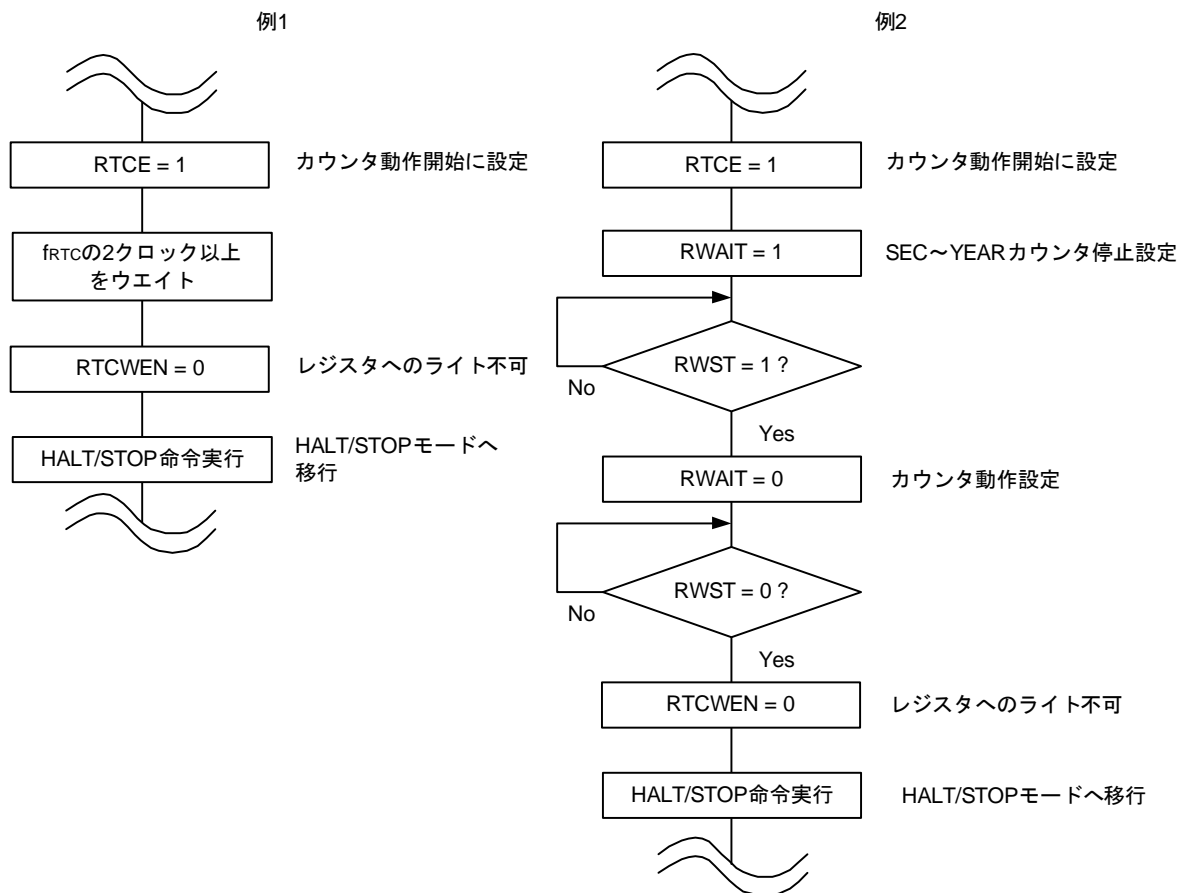 例1
RTCE = 1
カウンタ動作開始に設定
fRTCの2クロック以上
をウエイト
RTCWEN = 0
レジスタへのライト不可
HALT/STOP命令実行
HALT/STOPモードへ
移行
例2
RTCE = 1
カウンタ動作開始に設定
RWAIT = 1
SEC～YEARカウンタ停止設定
RWST = 1 ?
No
Yes
RWAIT = 0
カウンタ動作設定
RWST = 0 ?
No
Yes
RTCWEN = 0
レジスタへのライト不可
HALT/STOP命令実行
HALT/STOPモードへ移行